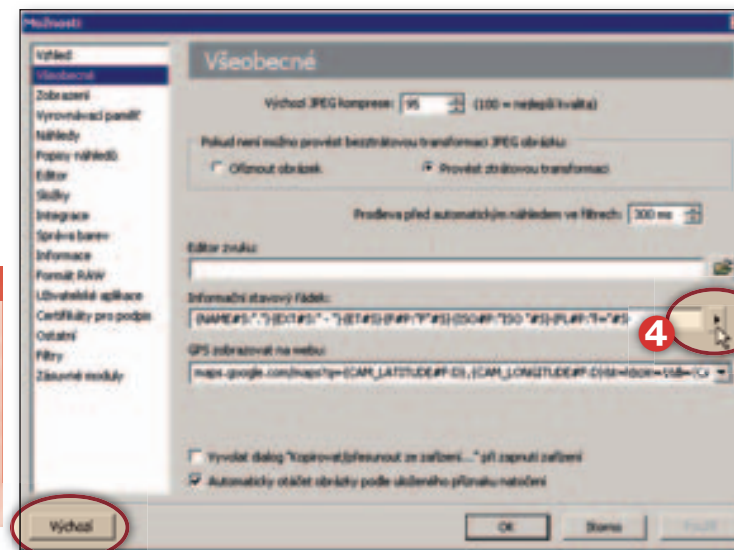 Možnosti
Vzhled
Všeobecné
Zobrazení
Vyrovnávací paměť
Náhledy
Popisy náhledů
Editor
Složky
Integrace
Správa barev
Informace
Formát RAW
Uživatelské aplikace
Certifikáty pro podpis
Ostatní
Filtry
Zásuvné moduly
Všeobecné
Výchozí JPEG komprese: 95 (100 = nejlepší kvalita)
Pokud není možno provést bezztrátovou transformaci JPEG obrázku:
Oříznout obrázek
Provést ztrátovou transformaci
Prodleva před automatickým náhledem ve filtrech: 300 ms
Editor zvuku:
Informační stavový řádek:
4
GPS zobrazovat na webu:
Vyvolat dialog "Kopírovat/přesunout ze zařízení..." při zapnutí zařízení
Automaticky otáčet obrázky podle uloženého příznaku natočení
Výchozí
OK
Storno
Použít